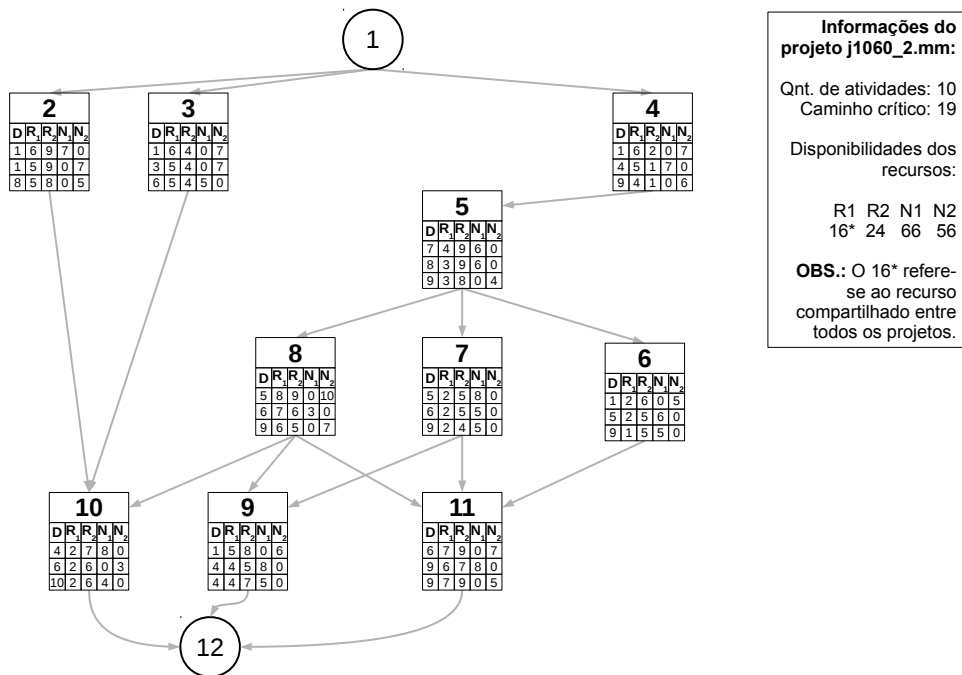 1
2
D R1 R2 N1 N2
1 6 9 7 0
1 5 9 0 7
8 5 8 0 5
3
D R1 R2 N1 N2
1 6 4 0 7
3 5 4 0 7
6 5 4 5 0
4
D R1 R2 N1 N2
1 6 2 0 7
4 5 1 7 0
9 4 1 0 6
5
D R1 R2 N1 N2
7 4 9 6 0
8 3 9 6 0
9 3 8 0 4
8
D R1 R2 N1 N2
5 8 9 0 10
6 7 6 3 0
9 6 5 0 7
7
D R1 R2 N1 N2
5 2 5 8 0
6 2 5 5 0
9 2 4 5 0
6
D R1 R2 N1 N2
1 2 6 0 5
5 2 5 6 0
9 1 5 5 0
10
D R1 R2 N1 N2
4 2 7 8 0
6 2 6 0 3
10 2 6 4 0
9
D R1 R2 N1 N2
1 5 8 0 6
4 4 5 8 0
4 4 7 5 0
11
D R1 R2 N1 N2
6 7 9 0 7
9 6 7 8 0
9 7 9 0 5
12
Informações do
projeto j1060_2.mm:
Qnt. de atividades: 10
Caminho crítico: 19
Disponibilidades dos
recursos:
R1 R2 N1 N2
16* 24 66 56
OBS.: O 16* refere-
se ao recurso
compartilhado entre
todos os projetos.